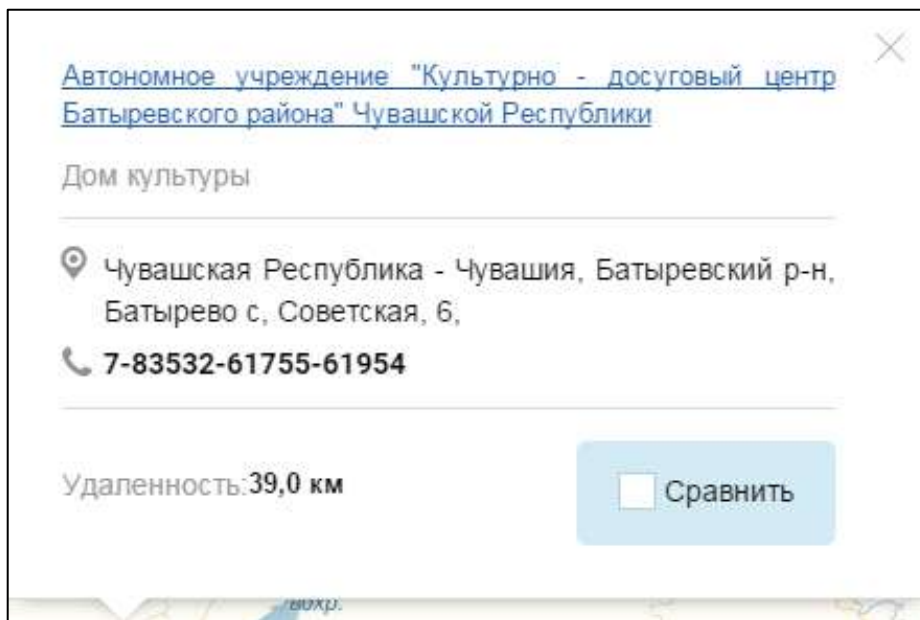 Автономное учреждение "Культурно - досуговый центр
Батыревского района" Чувашской Республики
Дом культуры
Чувашская Республика - Чувашия, Батыревский р-н,
Батырево с, Советская, 6,
7-83532-61755-61954
Удаленность:39,0 км
Сравнить
вохр.